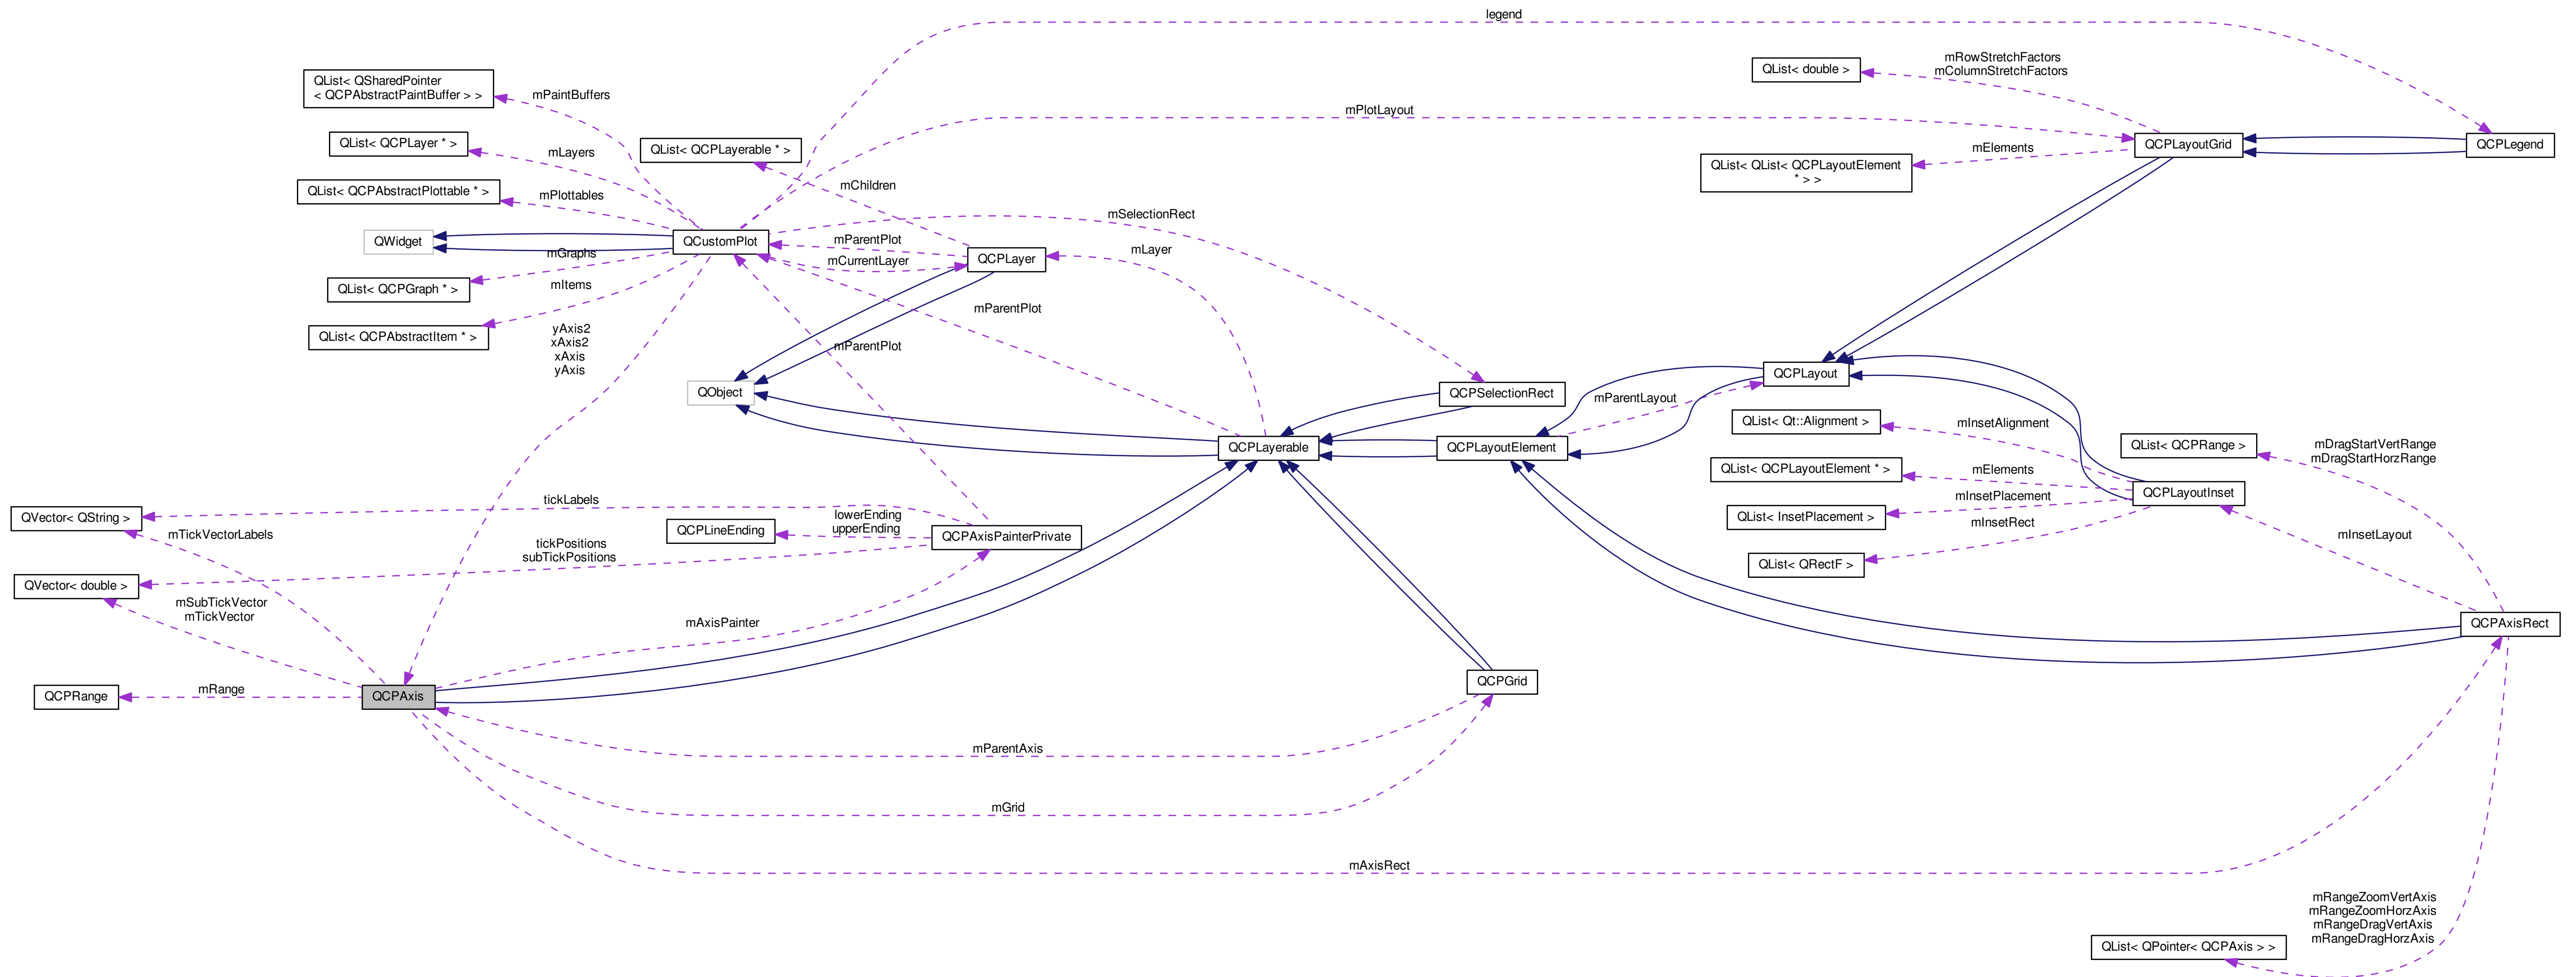 legend
QList< double >
mRowStretchFactors
mColumnStretchFactors
QList< QSharedPointer
< QCPAbstractPaintBuffer > >
mPaintBuffers
mPlotLayout
QList< QCPLayer * >
mLayers
QList< QCPLayerable * >
QCPLayoutGrid
QCPLegend
mElements
QList< QList< QCPLayoutElement
* > >
QList< QCPAbstractPlottable * >
mPlottables
mChildren
mSelectionRect
QWidget
QCustomPlot
mParentPlot
mCurrentLayer
QCPLayer
mLayer
mGraphs
QList< QCPGraph * >
mItems
QList< QCPAbstractItem * >
mParentPlot
yAxis2
xAxis2
xAxis
yAxis
mParentPlot
QObject
QCPSelectionRect
QCPLayout
mParentLayout
QList< Qt::Alignment >
mInsetAlignment
QCPLayerable
QCPLayoutElement
QList< QCPRange >
mDragStartVertRange
mDragStartHorzRange
QList< QCPLayoutElement * >
mElements
QCPLayoutInset
QList< InsetPlacement >
mInsetPlacement
mInsetRect
QList< QRectF >
mInsetLayout
QVector< QString >
tickLabels
mTickVectorLabels
QCPLineEnding
lowerEnding
upperEnding
QCPAxisPainterPrivate
tickPositions
subTickPositions
QVector< double >
mSubTickVector
mTickVector
mAxisPainter
QCPAxisRect
QCPRange
mRange
QCPAxis
QCPGrid
mParentAxis
mGrid
mAxisRect
mRangeZoomVertAxis
mRangeZoomHorzAxis
mRangeDragVertAxis
mRangeDragHorzAxis
QList< QPointer< QCPAxis > >